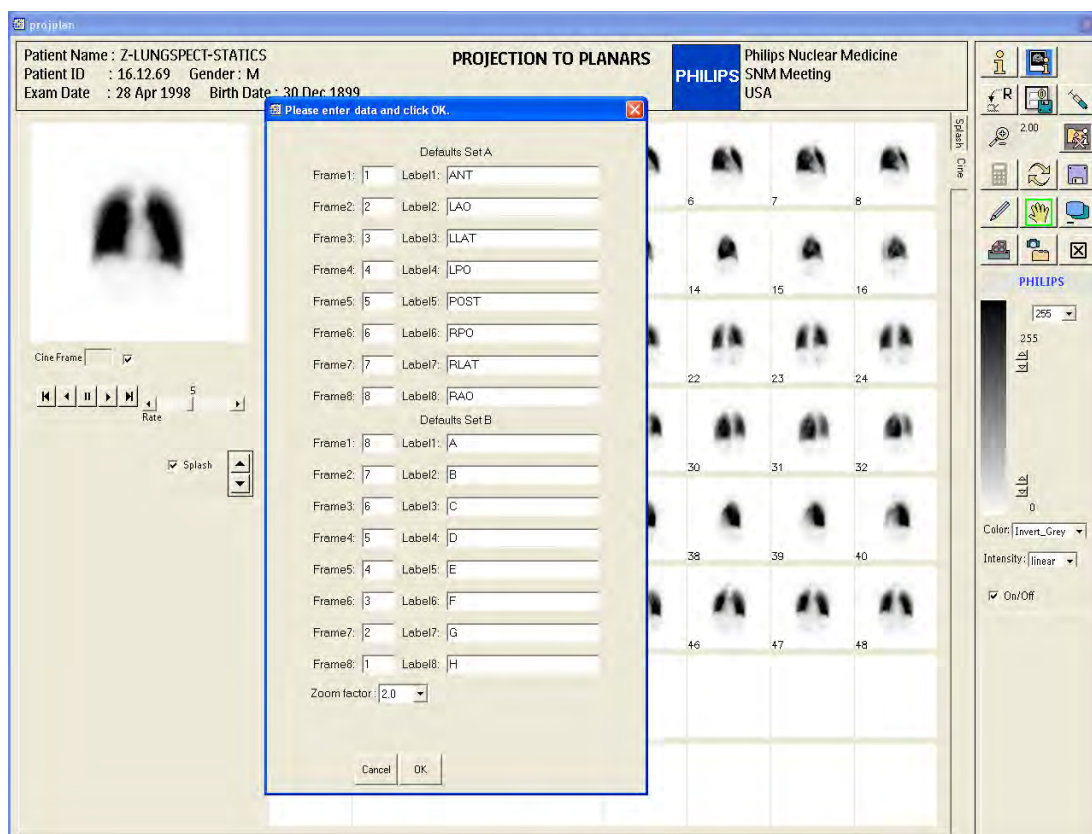 projplan
Patient Name : Z-LUNGSPECT-STATICS
Patient ID : 16.12.69 Gender : M
Exam Date : 28 Apr 1998 Birth Date : 30 Dec 1899
PROJECTION TO PLANARS
PHILIPS
Philips Nuclear Medicine
SNM Meeting
USA
Please enter data and click OK.
Defaults Set A
Frame1: 1 Label1: ANT
Frame2: 2 Label2: LAO
Frame3: 3 Label3: LLAT
Frame4: 4 Label4: LPO
Frame5: 5 Label5: POST
Frame6: 6 Label6: RPO
Frame7: 7 Label7: RLAT
Frame8: 8 Label8: RAO
Defaults Set B
Frame1: 8 Label1: A
Frame2: 7 Label2: B
Frame3: 6 Label3: C
Frame4: 5 Label4: D
Frame5: 4 Label5: E
Frame6: 3 Label6: F
Frame7: 2 Label7: G
Frame8: 1 Label8: H
Zoom factor : 2.0
Cancel OK
Cine Frame
5
Rate
Splash
6 7 8
14 15 16
22 23 24
30 31 32
38 39 40
46 47 48
Splash
Cine
R
2.00
PHILIPS
255
255
0
Color: Invert_Grey
Intensity: linear
On/Off